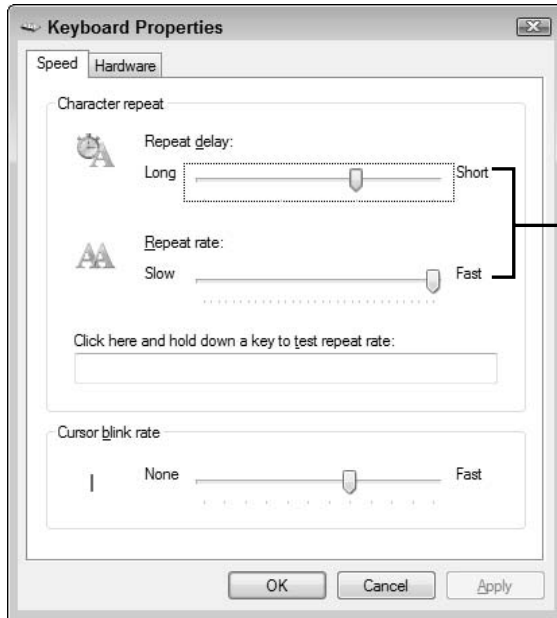 Keyboard Properties
Speed Hardware
Character repeat
Repeat delay:
Long Short
Repeat rate:
Slow Fast
Click here and hold down a key to test repeat rate:
Cursor blink rate
None Fast
OK Cancel Apply